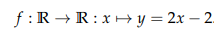 f : ℝ → ℝ : x ↦ y = 2x − 2